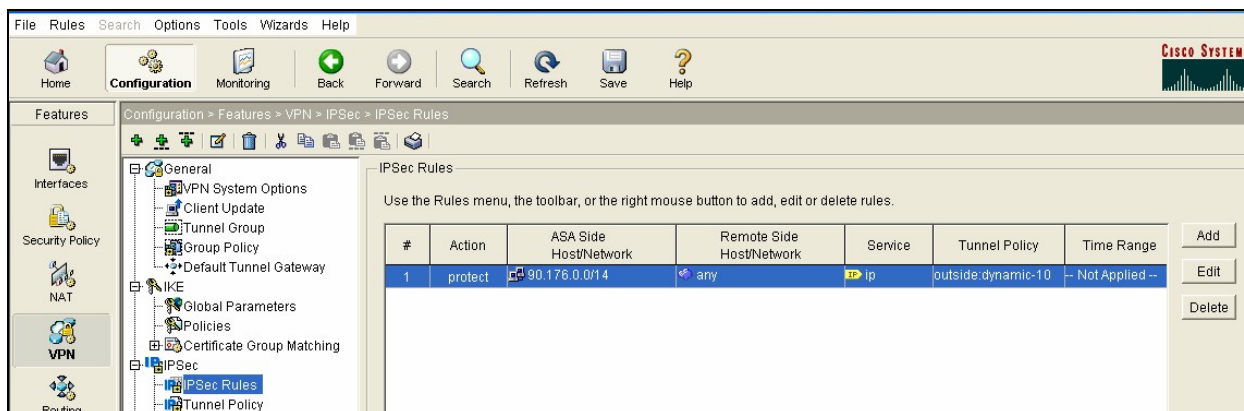 File Rules Search Options Tools Wizards Help
Home Configuration Monitoring Back Forward Search Refresh Save Help
CISCO SYSTEM
Features
Configuration > Features > VPN > IPSec > IPSec Rules
Interfaces
Security Policy
NAT
VPN
Routing
General
VPN System Options
Client Update
Tunnel Group
Group Policy
Default Tunnel Gateway
IKE
Global Parameters
Policies
Certificate Group Matching
IPSec
IPSec Rules
Tunnel Policy
IPSec Rules
Use the Rules menu, the toolbar, or the right mouse button to add, edit or delete rules.
# Action ASA Side Host/Network Remote Side Host/Network Service Tunnel Policy Time Range
1 protect 90.176.0.0/14 any IP ip outside:dynamic-10 -- Not Applied --
Add
Edit
Delete